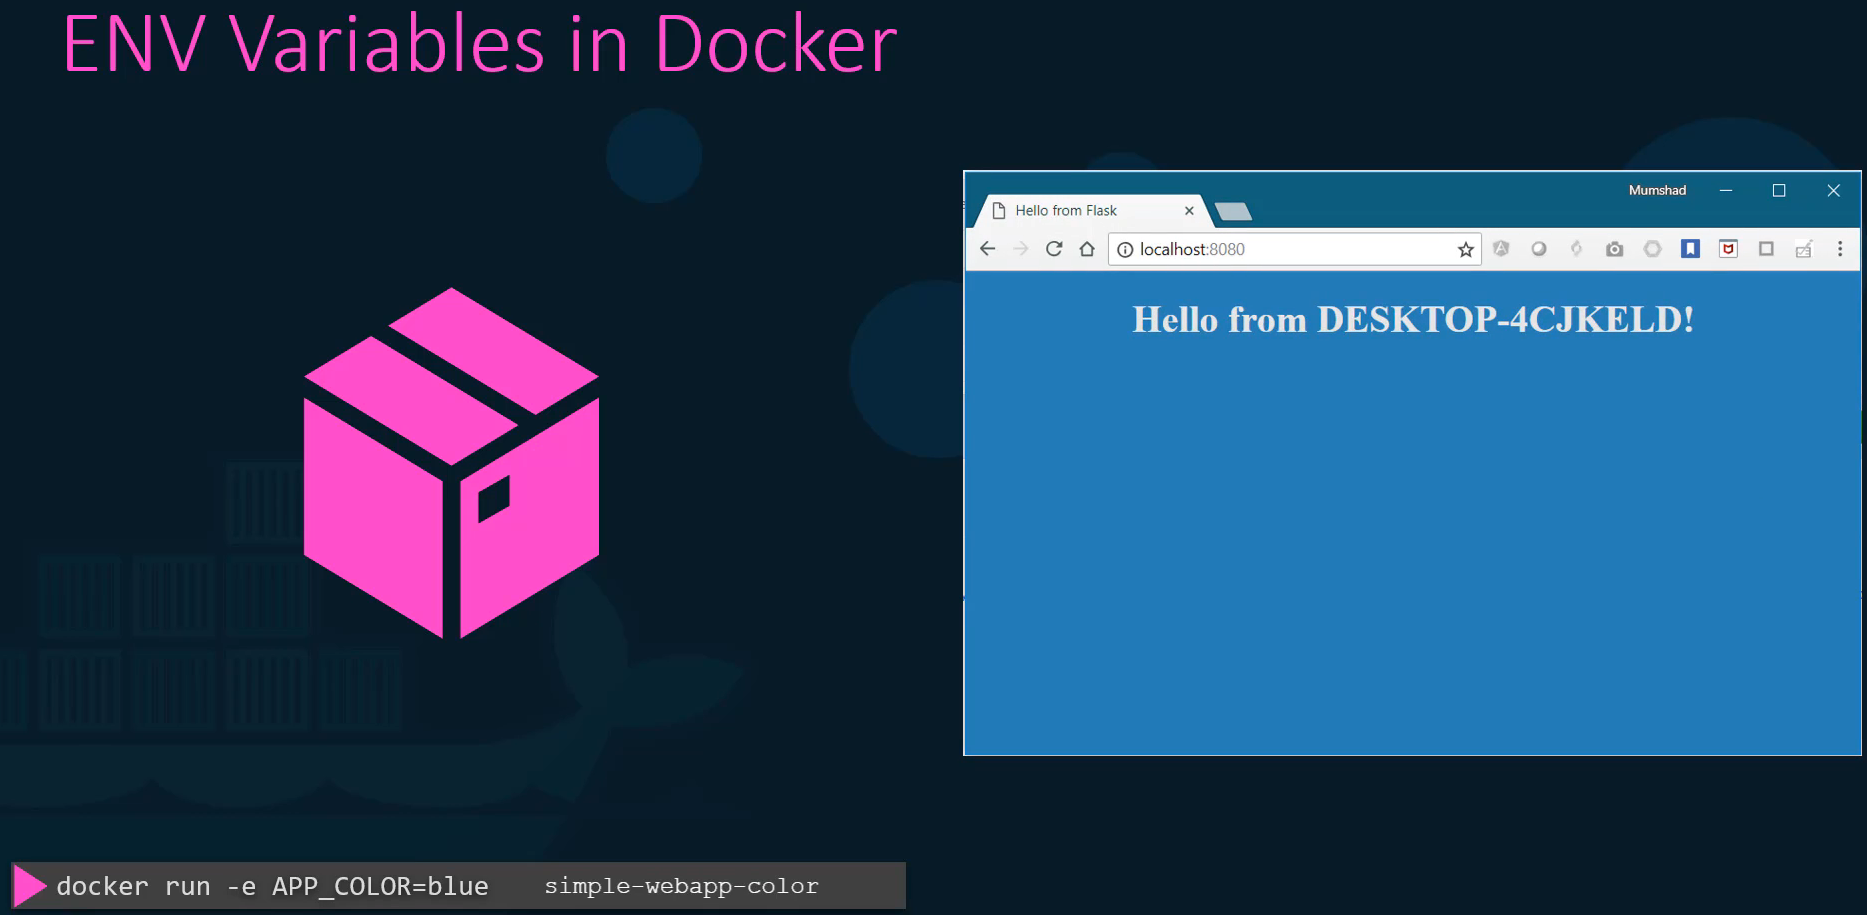 ENV Variables in Docker
Mumshad
Hello from Flask
localhost:8080
Hello from DESKTOP-4CJKELD!
docker run -e APP_COLOR=blue simple-webapp-color